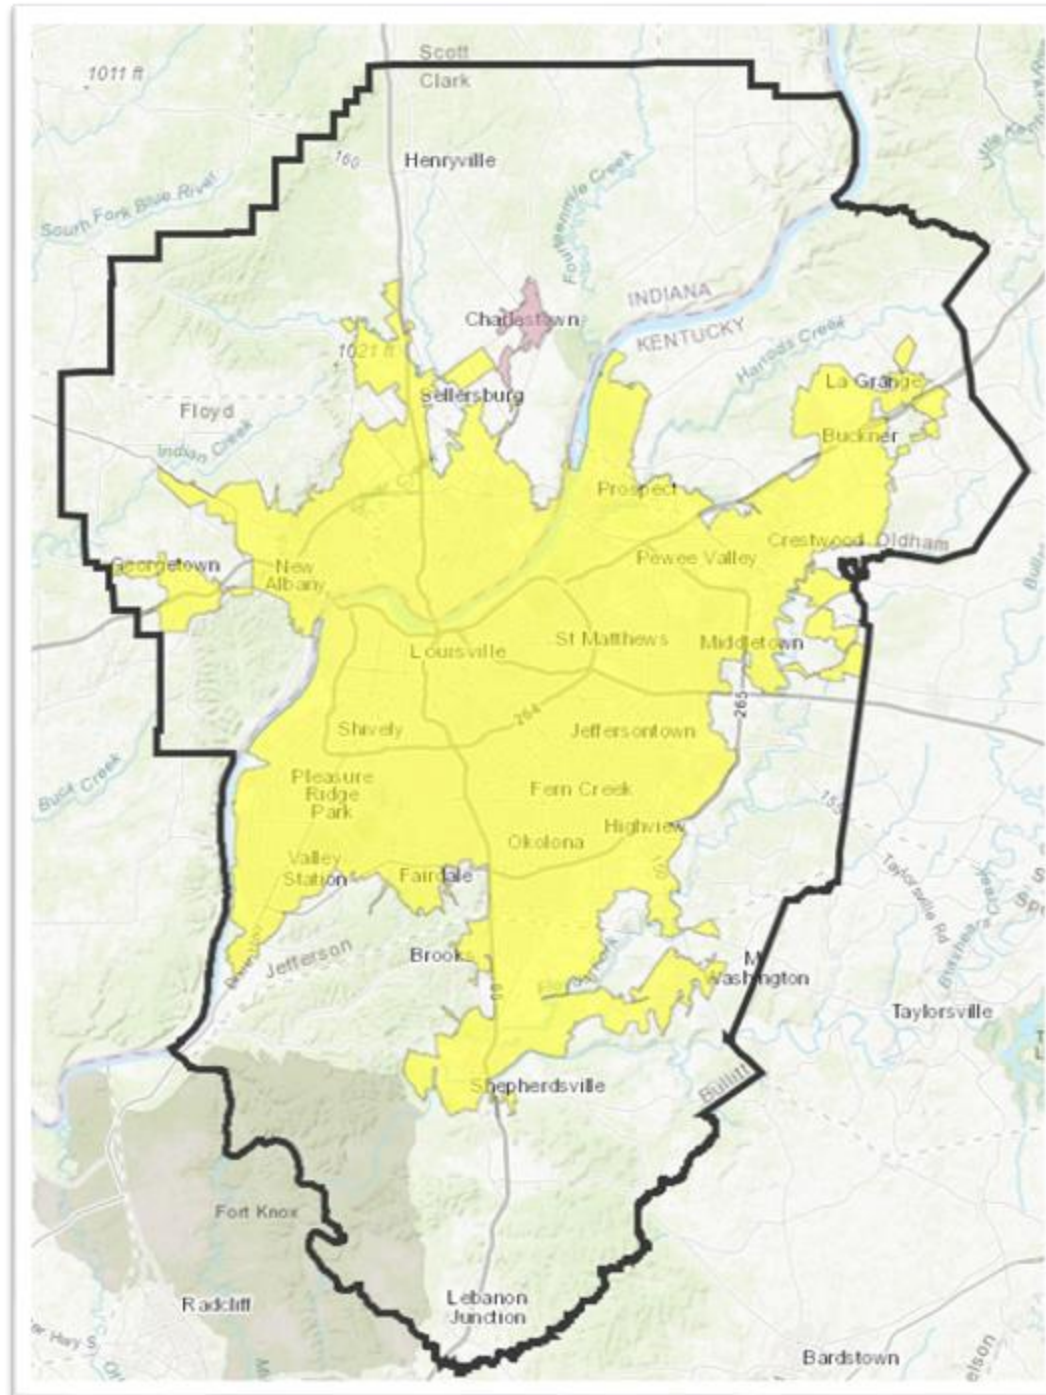 Scott
Clark
1011 ft
160
Henryville
South Fork Blue River
Fourteenmile Creek
INDIANA
KENTUCKY
Charlestown
1021 ft
Harrods Creek
La Grange
Sellersburg
Floyd
Indian Creek
Buckner
Prospect
Crestwood
Oldham
Georgetown
New
Albany
Pewee Valley
Louisville
St Matthews
Middletown
265
264
Shively
Jeffersontown
Buck Creek
Pleasure
Ridge
Park
Fern Creek
155
Okolona
Highview
Valley
Station
Fairdale
Taylorsville Rd
Jefferson
Brooks
Washington
Taylorsville
Shepherdsville
Bullitt
Fort Knox
Radcliff
Lebanon
Junction
Bardstown